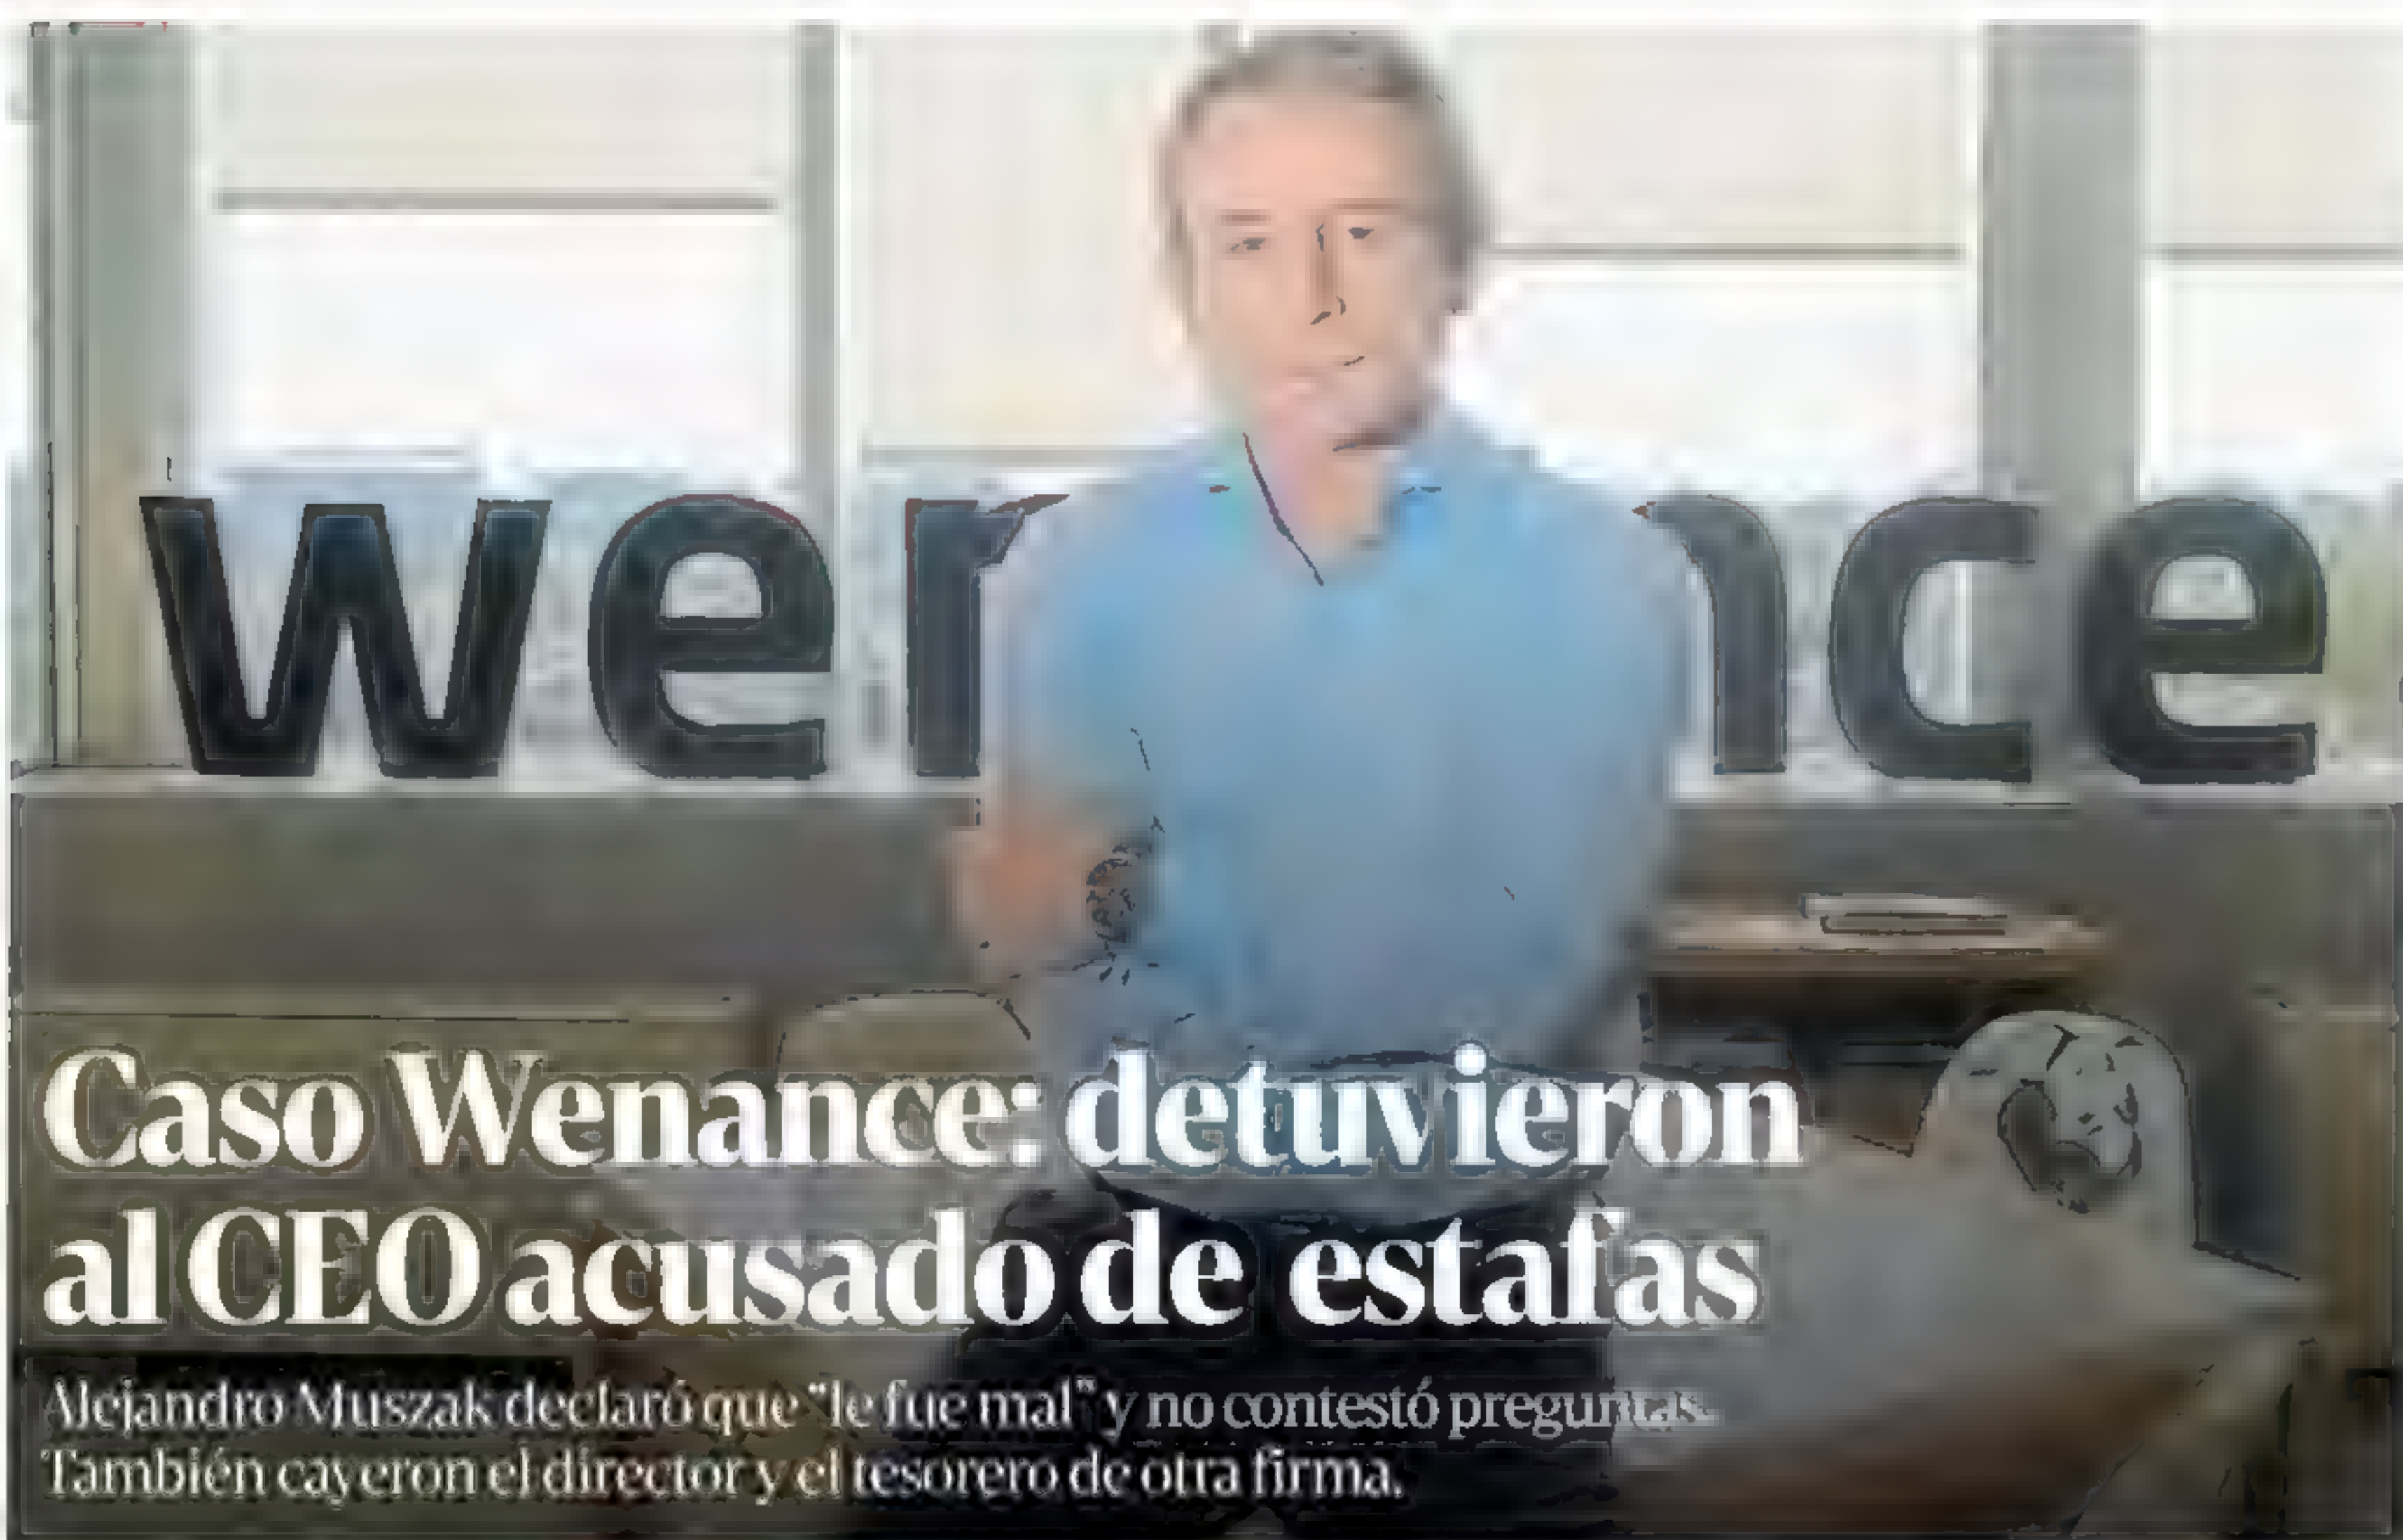 wenance
Caso Wenance: detuvieron
al CEO acusado de estafas
Alejandro Muszak declaró que "le fue mal" y no contestó preguntas.
También cayeron el director y el tesorero de otra firma.